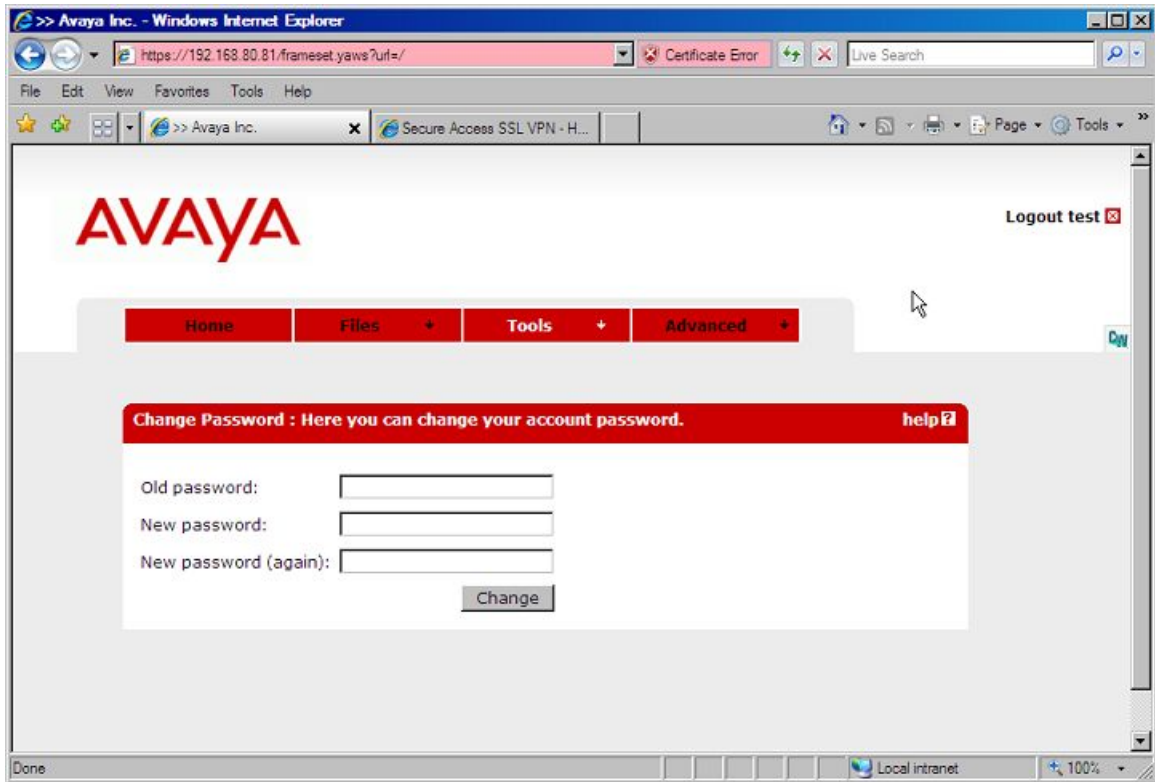 >> Avaya Inc. - Windows Internet Explorer
https://192.168.80.81/frameset.yaws?url=/
Certificate Error
Live Search
File Edit View Favorites Tools Help
>> Avaya Inc.
Secure Access SSL VPN - H...
Page
Tools
AVAYA
Logout test
Home Files Tools Advanced
Change Password : Here you can change your account password.
help
Old password:
New password:
New password (again):
Change
Done
Local intranet
100%